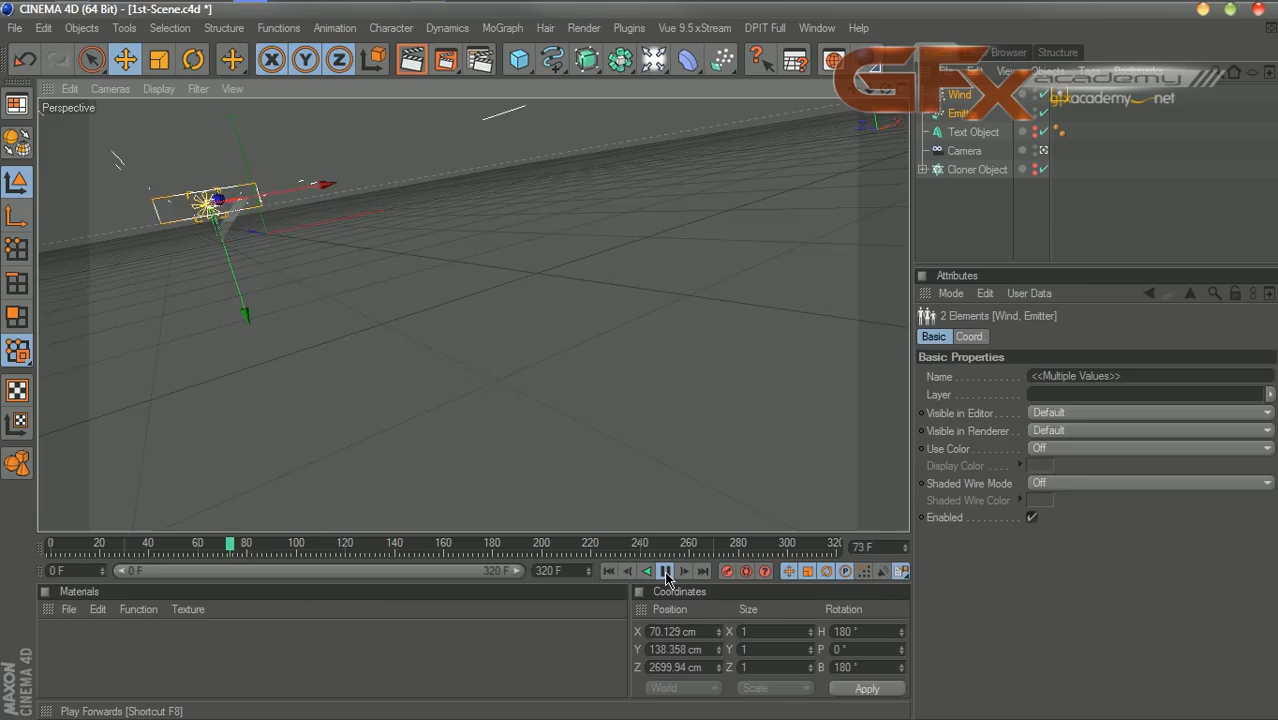 CINEMA 4D (64 Bit) - [1st-Scene.c4d *]
File Edit Objects Tools Selection Functions Animation Character Dynamics MoGraph Hair Render Plugins Vue 9.5 xStream DPIT Full Window Help
Browser Structure
GFX academy
gfxacademy.net
Edit Cameras Display Filter View
Perspective
Wind
Emitter
Text Object
Camera
Cloner Object
Attributes
Mode Edit User Data
2 Elements [Wind, Emitter]
Basic Coord.
Basic Properties
Name <<Multiple Values>>
Layer
Visible in Editor Default
Visible in Renderer Default
Use Color Off
Display Color
Shaded Wire Mode Off
Shaded Wire Color
Enabled
0 20 40 60 80 100 120 140 160 180 200 220 240 260 280 300 320 73 F
0 F 0 F 320 F 320 F
Materials
File Edit Function Texture
Coordinates
Position Size Rotation
X 70.129 cm X 1 H 180 °
Y 138.358 cm Y 1 P 0 °
Z 2699.94 cm Z 1 B 180 °
World Scale Apply
MAXON
CINEMA 4D
Play Forwards [Shortcut F8]